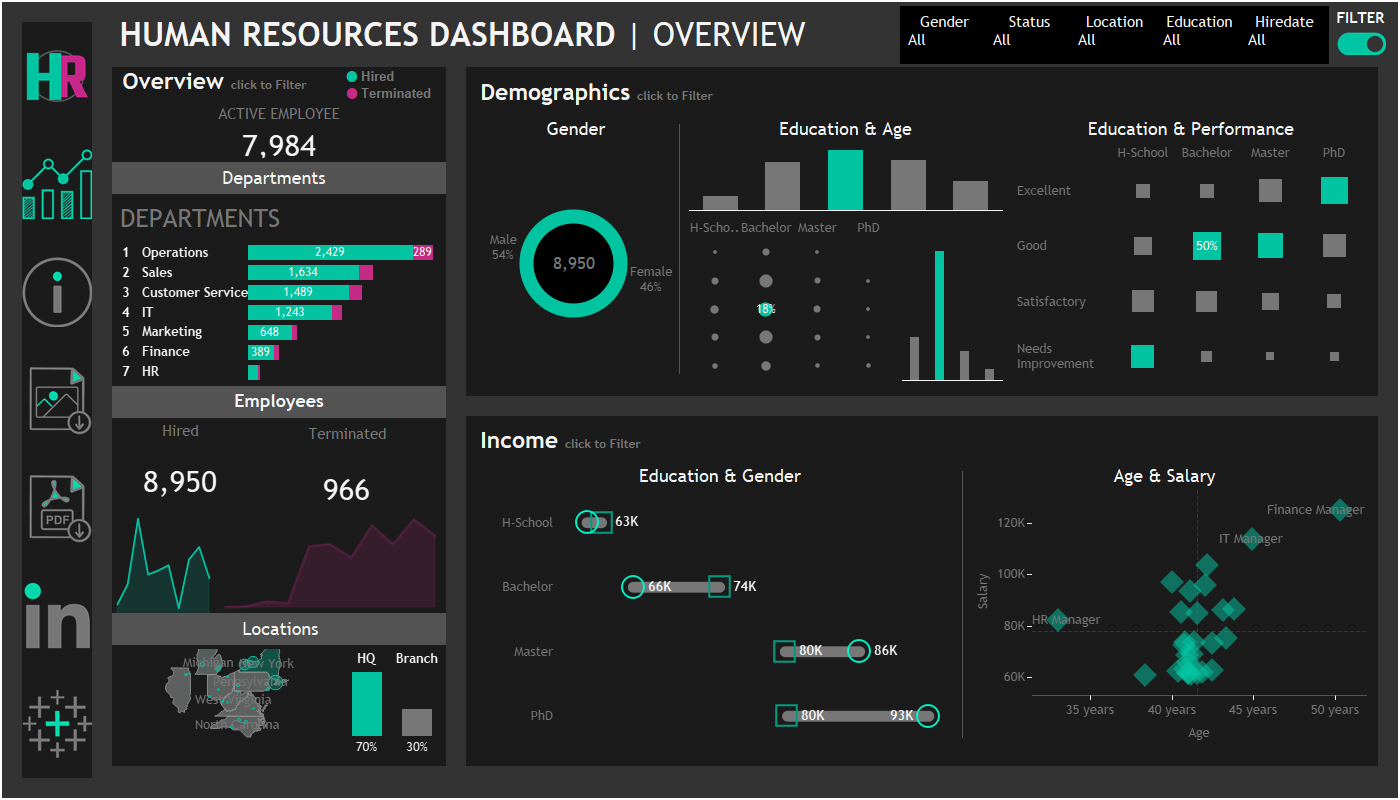 HUMAN RESOURCES DASHBOARD | OVERVIEW
Gender Status Location Education Hiredate
All All All All All
FILTER
HR
Overview click to Filter
Hired
Terminated
ACTIVE EMPLOYEE
7,984
Departments
DEPARTMENTS
1 Operations 2,429 289
2 Sales 1,634
3 Customer Service 1,489
4 IT 1,243
5 Marketing 648
6 Finance 389
7 HR
Employees
Hired Terminated
8,950 966
Locations
Michigan New York
Pennsylvania
West Virginia
North Carolina
HQ Branch
70% 30%
PDF
in
Demographics click to Filter
Gender
Male
54%
8,950
Female
46%
Education & Age
H-Scho.. Bachelor Master PhD
18%
Education & Performance
H-School Bachelor Master PhD
Excellent
Good 50%
Satisfactory
Needs
Improvement
Income click to Filter
Education & Gender
H-School 63K
Bachelor 66K 74K
Master 80K 86K
PhD 80K 93K
Age & Salary
Finance Manager
120K
IT Manager
100K
Salary
HR Manager
80K
60K
35 years 40 years 45 years 50 years
Age